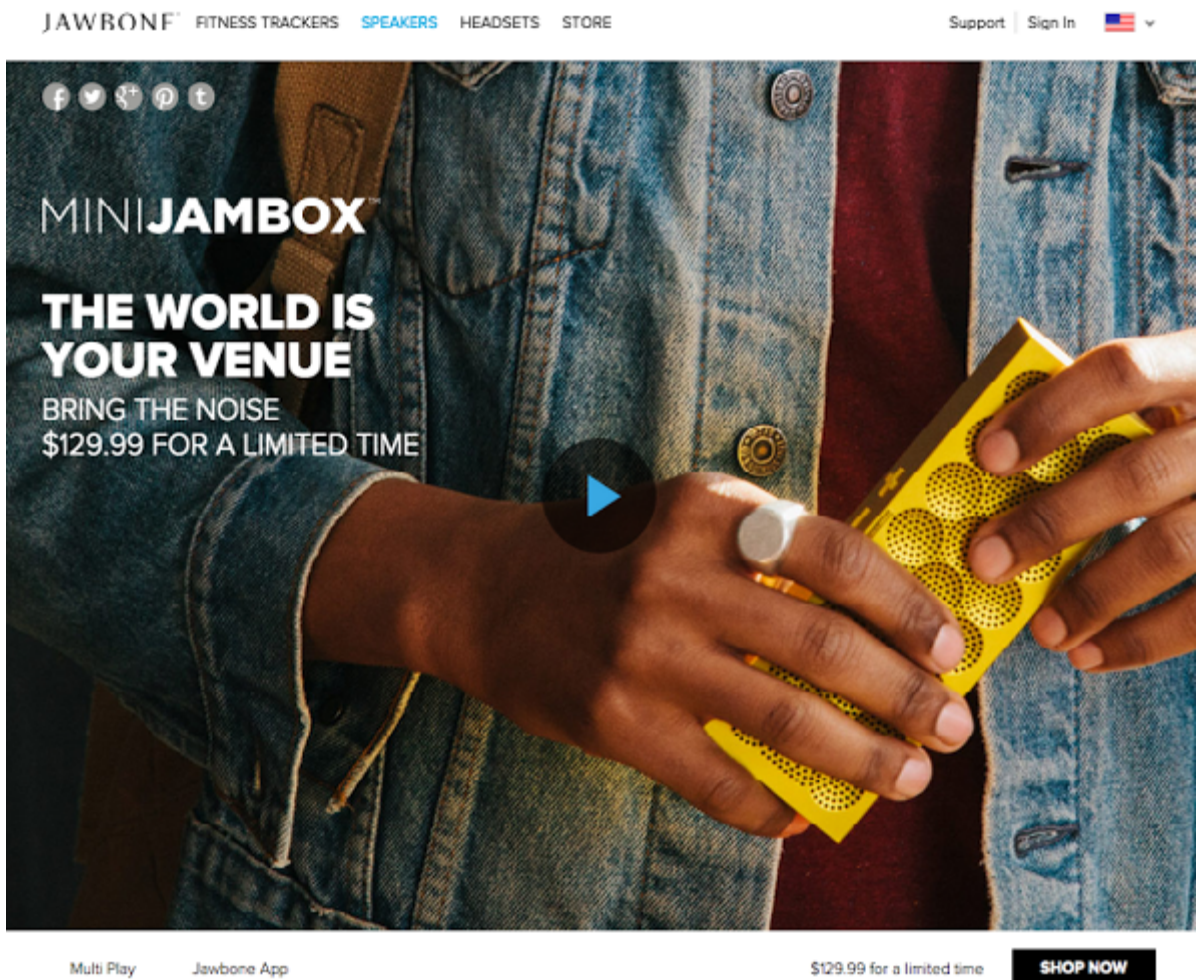 JAWBONE FITNESS TRACKERS SPEAKERS HEADSETS STORE Support Sign In
MINIJAMBOX™
THE WORLD IS
YOUR VENUE
BRING THE NOISE
$129.99 FOR A LIMITED TIME
Multi Play Jawbone App $129.99 for a limited time SHOP NOW